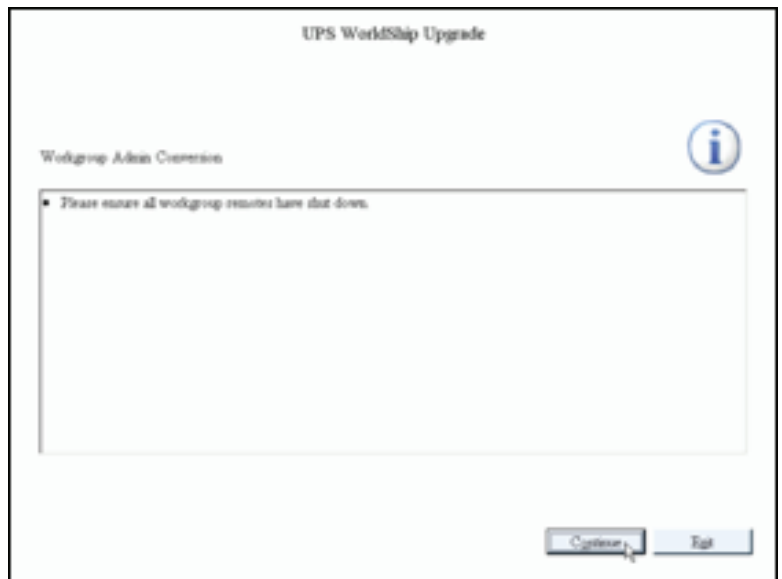 UPS WorldShip Upgrade
Workgroup Admin Conversion
Please ensure all workgroup remotes have shut down.
Continue
Exit